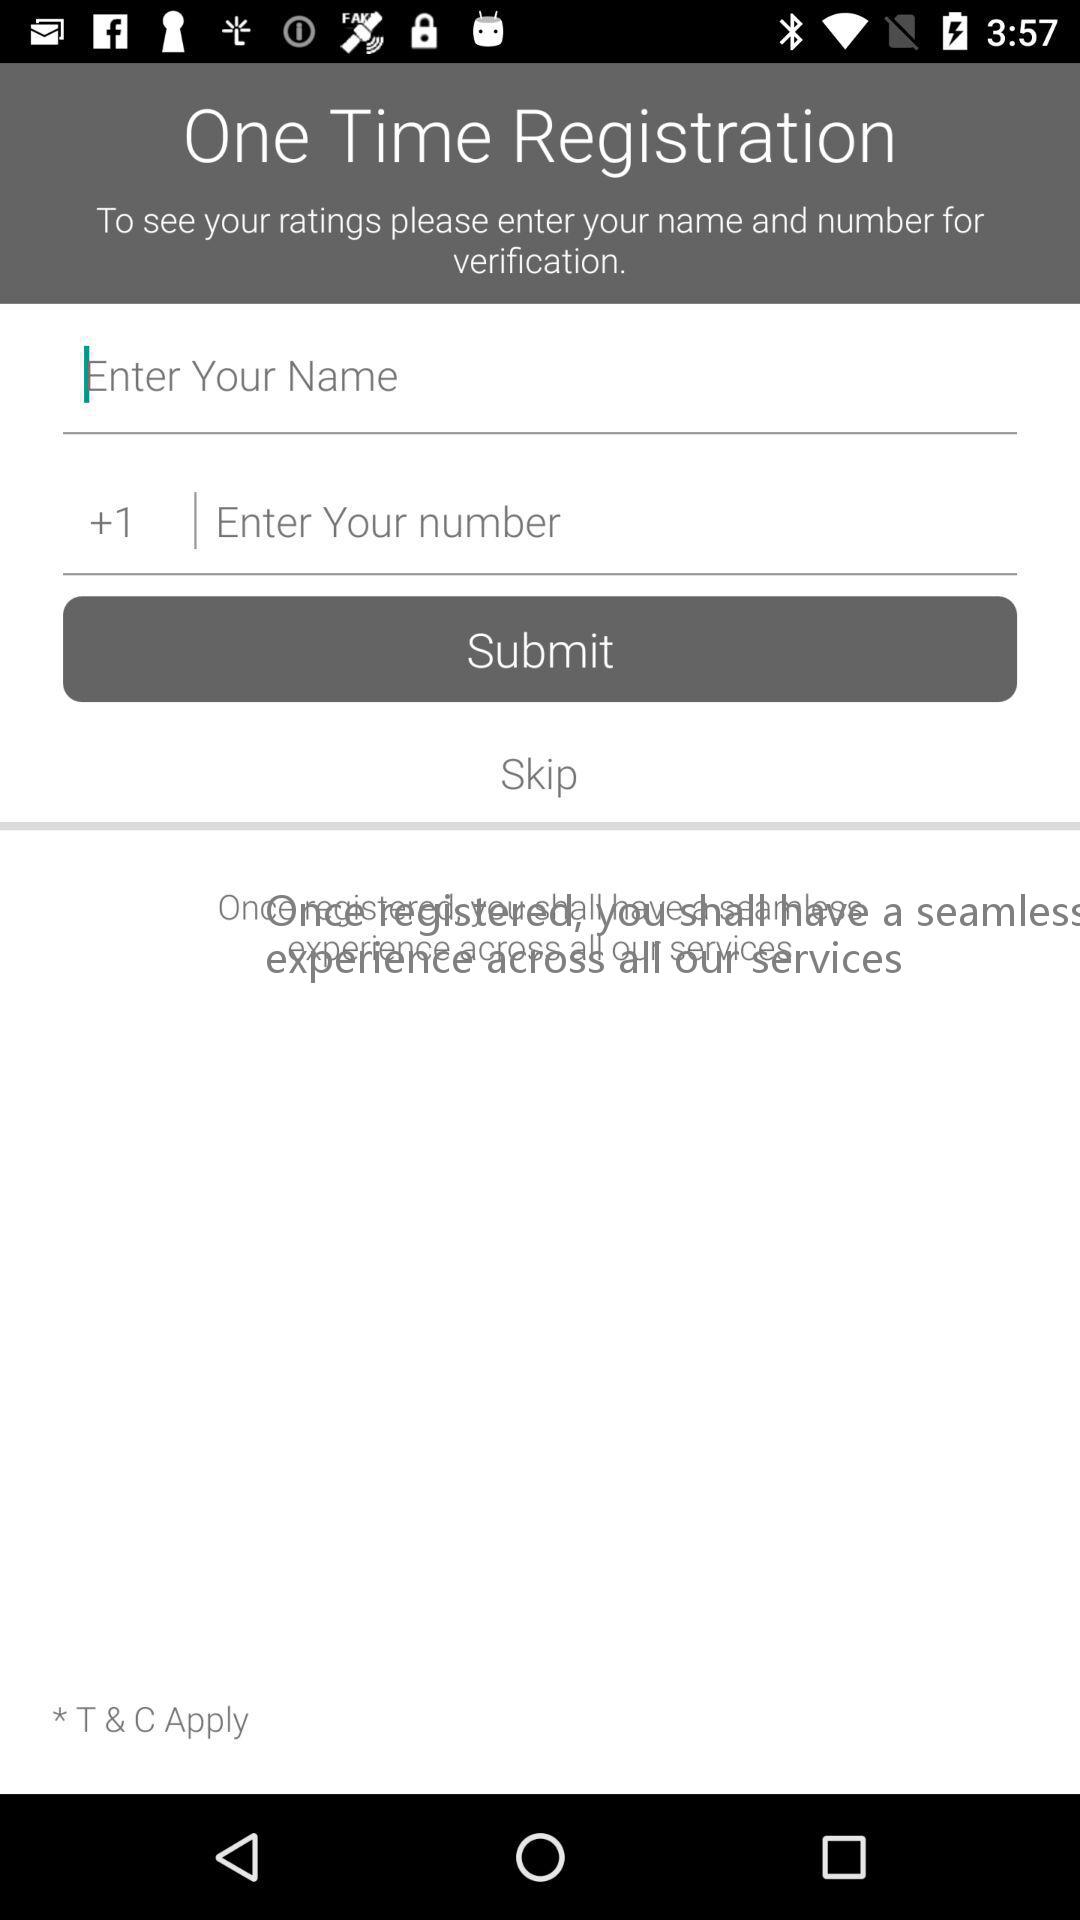 FAKE
3:57
One Time Registration
To see your ratings please enter your name and number for
verification.
Enter Your Name
+1
Enter Your number
Submit
Skip
Once registered, you shall have a seamless
experience across all our services
Once registered, you shall have a seamless
experience across all our services
* T & C Apply